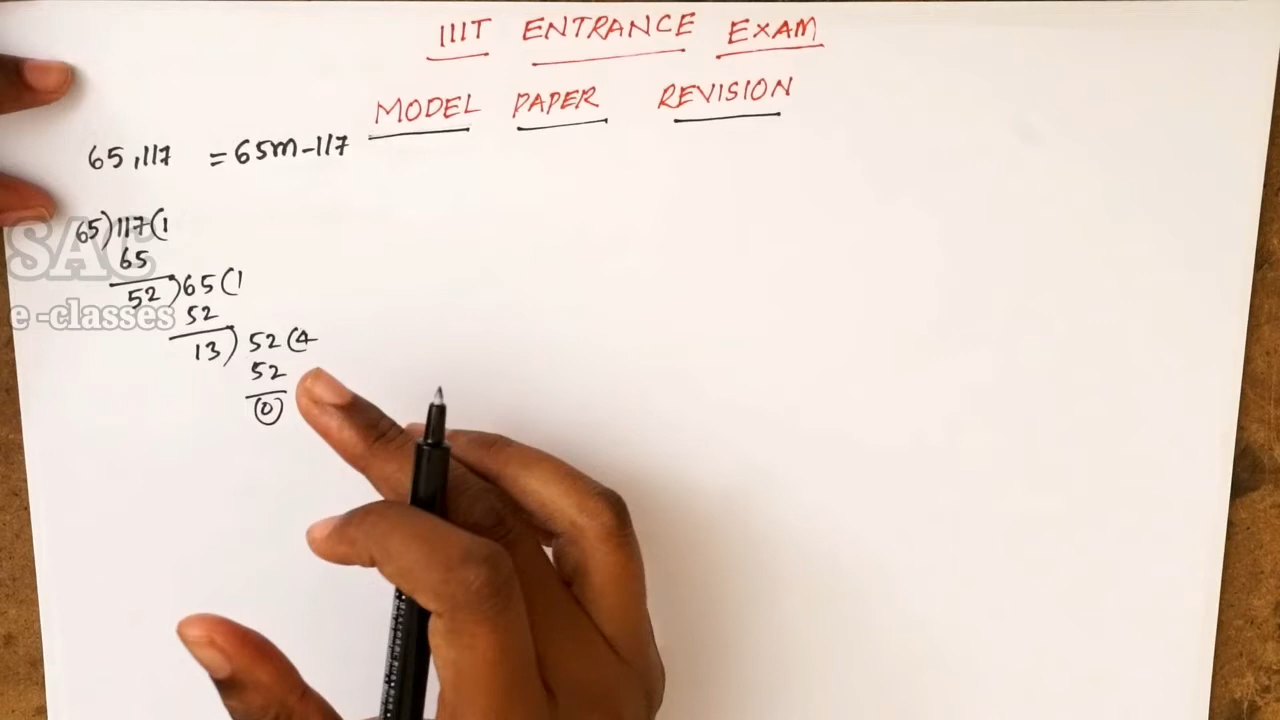 IIIT ENTRANCE EXAM
MODEL PAPER REVISION
65,117 = 65m-117
65)117(1
65
52)65(1
52
13)52(4
52
0
SAC
e-classes